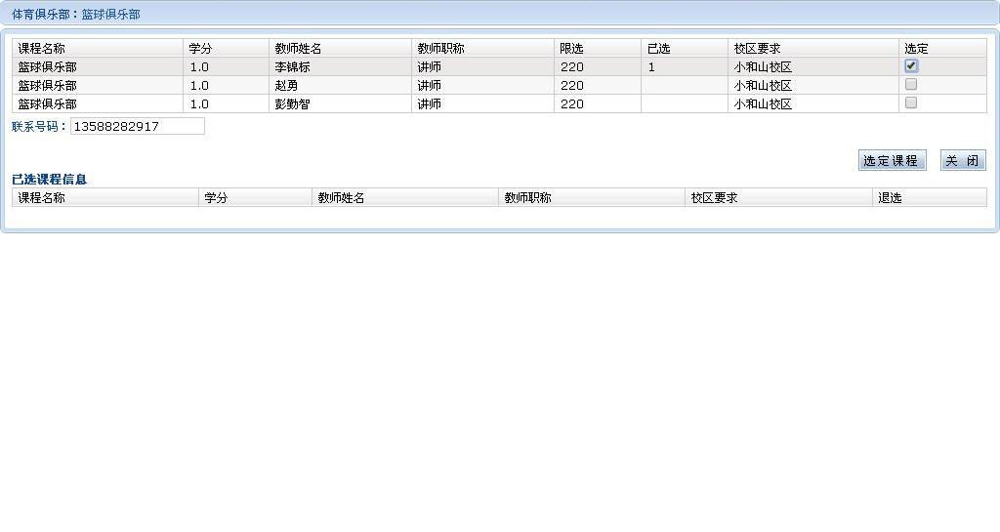 体育俱乐部：篮球俱乐部
课程名称 学分 教师姓名 教师职称 限选 已选 校区要求 选定
篮球俱乐部 1.0 李锦标 讲师 220 1 小和山校区
篮球俱乐部 1.0 赵勇 讲师 220 小和山校区
篮球俱乐部 1.0 彭勤智 讲师 220 小和山校区
联系号码：13588282917
选定课程 关 闭
已选课程信息
课程名称 学分 教师姓名 教师职称 校区要求 退选